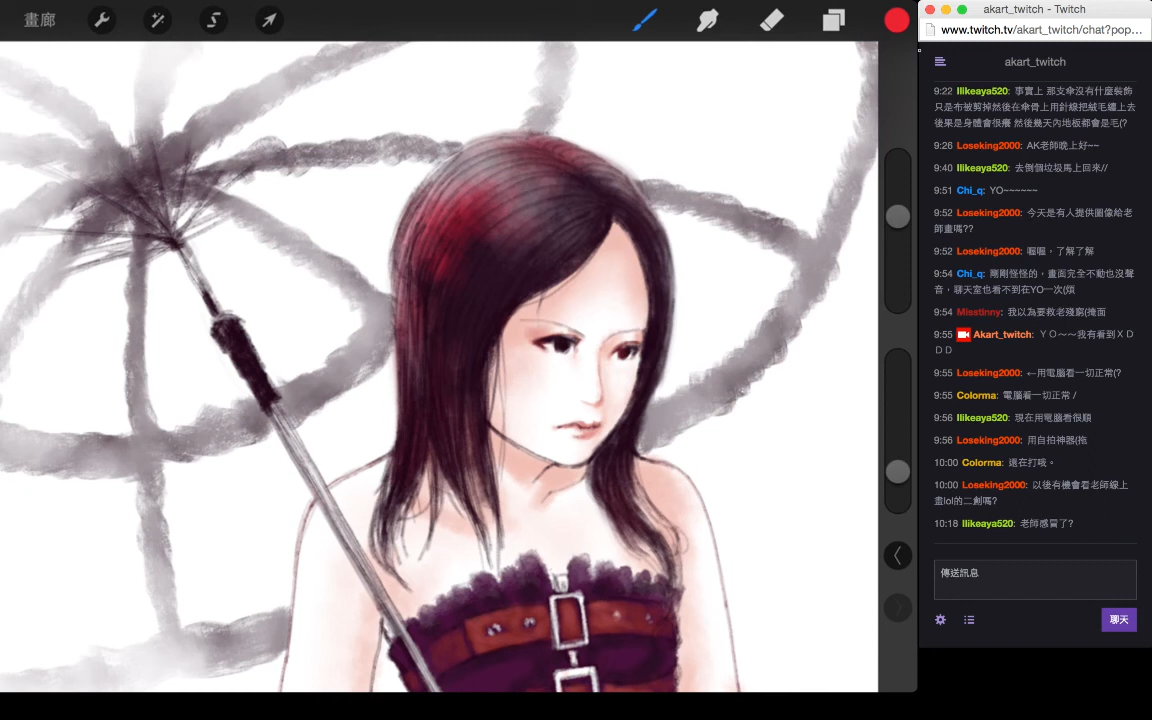 畫廊
akart_twitch - Twitch
www.twitch.tv/akart_twitch/chat?pop...
akart_twitch
9:22 Ilikeaya520: 事實上 那支傘沒有什麼裝飾
只是布被剪掉然後在傘骨上用針線把絨毛纏上去
後果是身體會很癢 然後幾天內地板都會是毛(?
9:26 Loseking2000: AK老師晚上好~~
9:40 Ilikeaya520: 去倒個垃圾馬上回來//
9:51 Chi_q: YO~~~~~~
9:52 Loseking2000: 今天是有人提供圖像給老
師畫嗎??
9:52 Loseking2000: 喔喔，了解了解
9:54 Chi_q: 剛剛怪怪的，畫面完全不動也沒聲
音，聊天室也看不到在YO一次(煩
9:54 Misstinny: 我以為要救老殘窮(掩面
9:55 Akart_twitch: ＹＯ～～我有看到ＸＤ
ＤＤ
9:55 Loseking2000: ←用電腦看一切正常(?
9:55 Colorma: 電腦看一切正常 /
9:56 Ilikeaya520: 現在用電腦看很順
9:56 Loseking2000: 用自拍神器(拖
10:00 Colorma: 還在打哦。
10:00 Loseking2000: 以後有機會看老師線上
畫lol的二創嗎?
10:18 Ilikeaya520: 老師感冒了?
傳送訊息
聊天